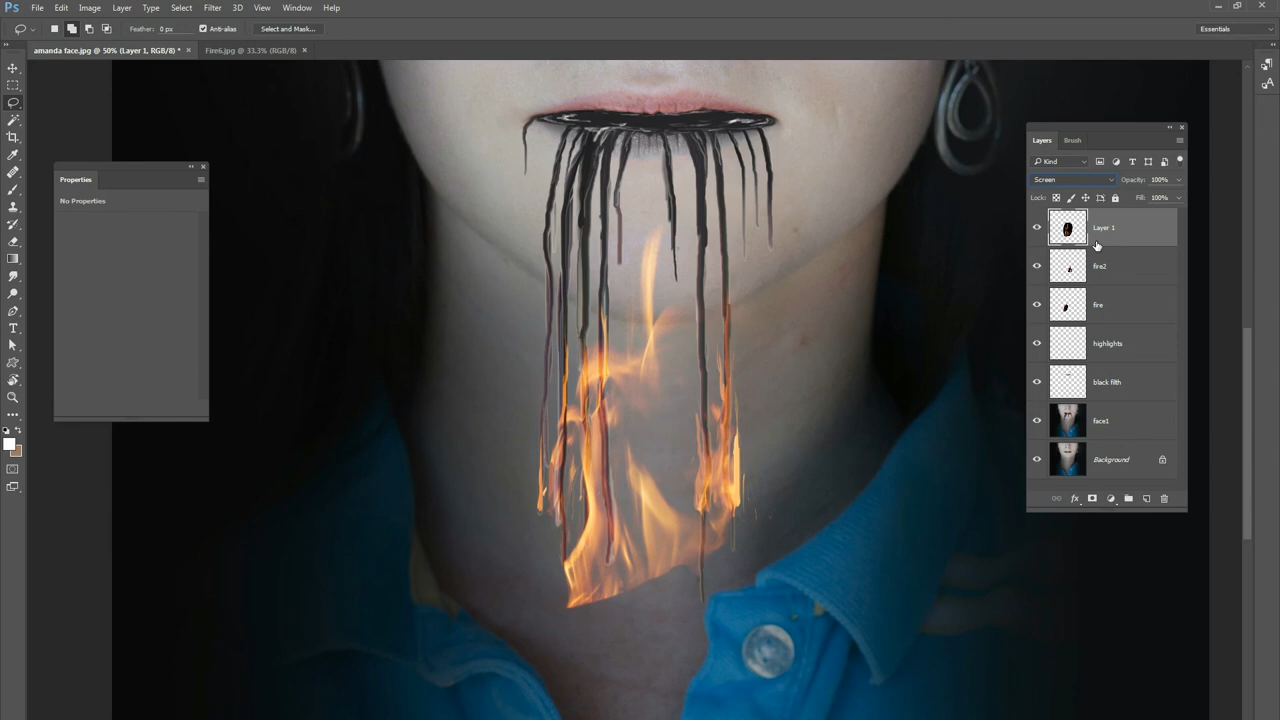 Ps File Edit Image Layer Type Select Filter 3D View Window Help
Feather: 0 px Anti-alias Select and Mask... Essentials
amanda face.jpg @ 50% (Layer 1, RGB/8) * × Fire6.jpg @ 33.3% (RGB/8) ×
Properties
No Properties
Layers Brush
Kind
Screen Opacity: 100%
Lock: Fill: 100%
Layer 1
fire2
fire
highlights
black filth
face1
Background
fx